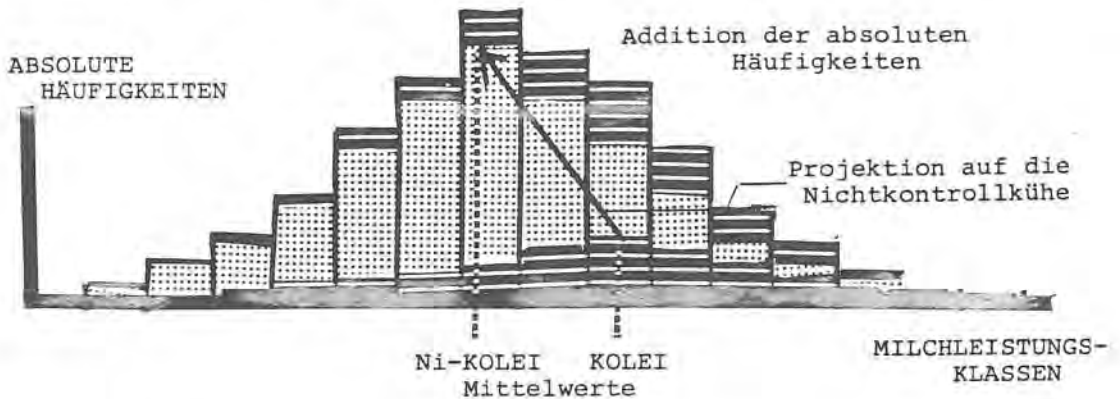 Addition der absoluten
Häufigkeiten
ABSOLUTE
HÄUFIGKEITEN
Projektion auf die
Nichtkontrollkühe
Ni-KOLEI KOLEI
Mittelwerte
MILCHLEISTUNGS-
KLASSEN